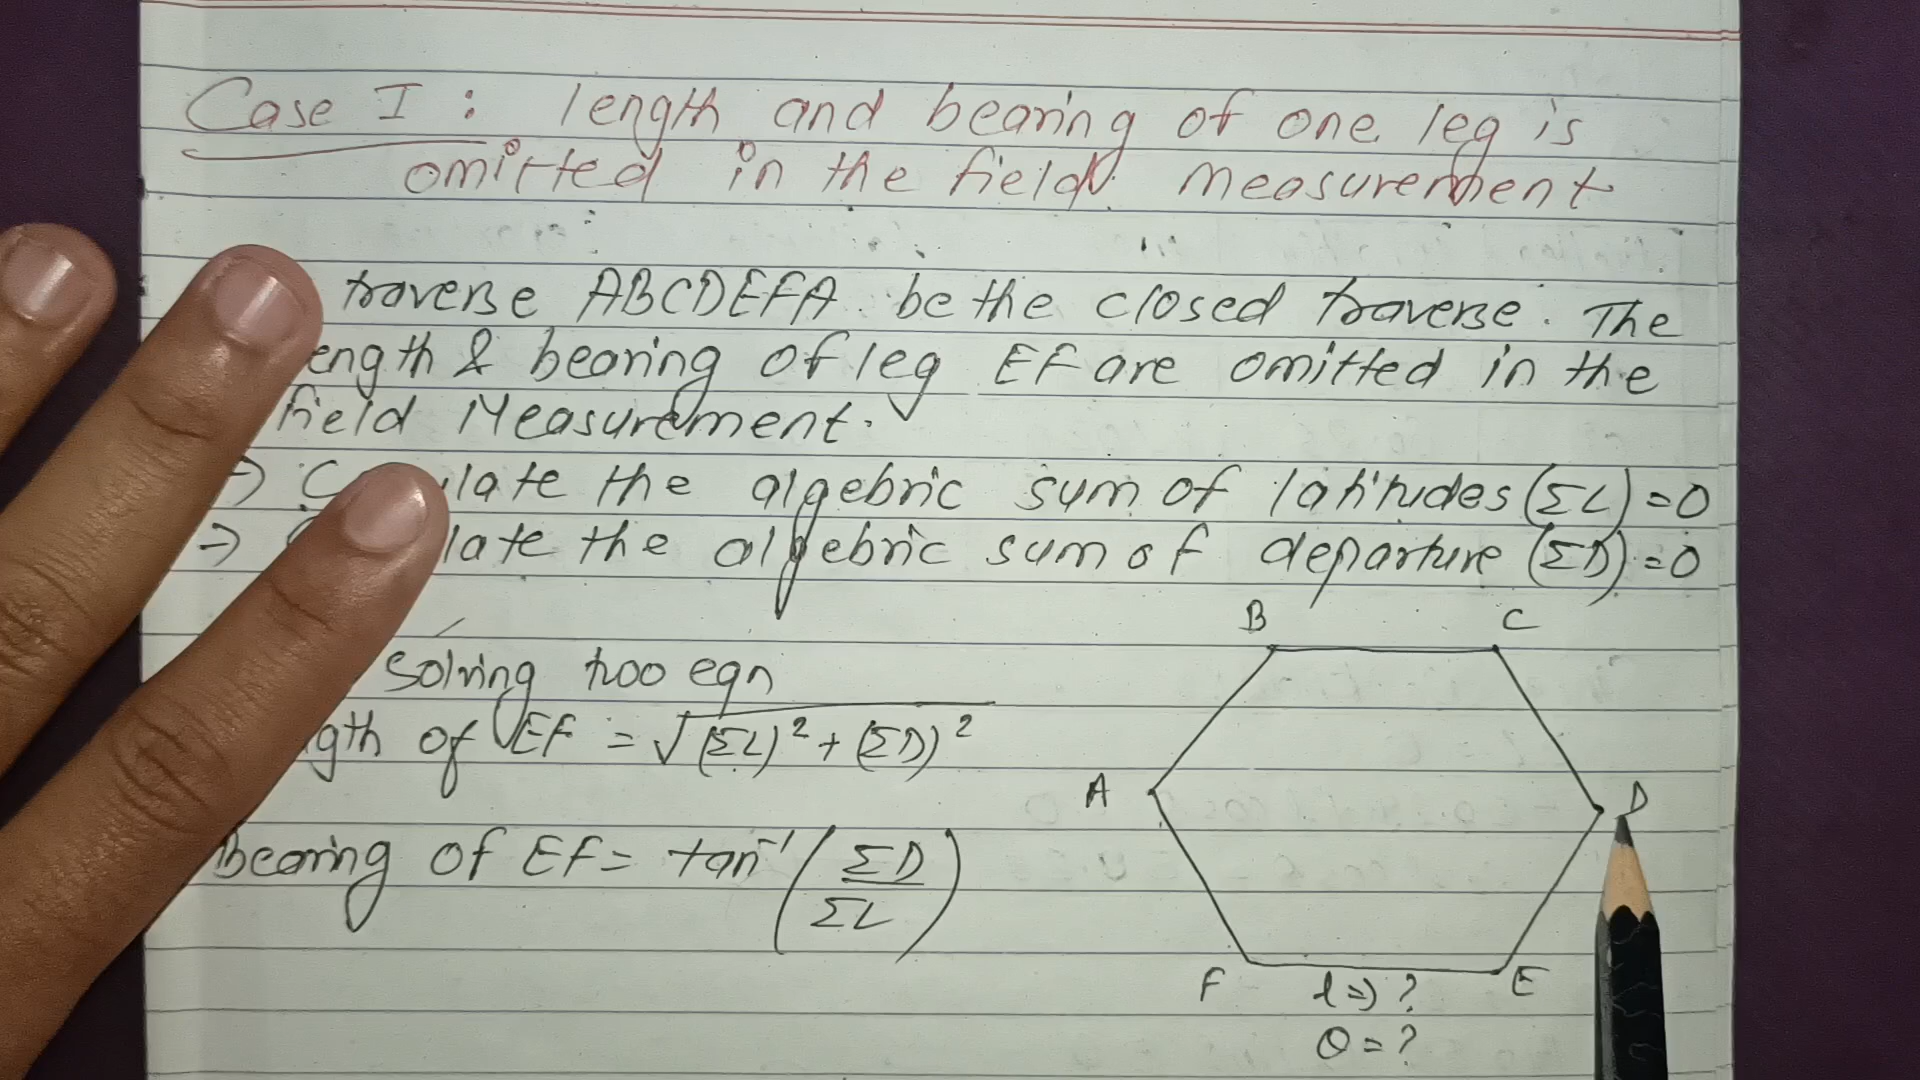 Case I : length and bearing of one leg is
omitted in the field measurement
traverse ABCDEFA be the closed traverse. The
ength & bearing of leg EF are omitted in the
field Measurement.
→ late the algebric sum of latitudes (ΣL) = 0
→ late the algebric sum of departure (ΣD) = 0
B C
solving two eqn
gth of EF = √(ΣL)² + (ΣD)²
A D
Bearing of EF = tan⁻¹ (ΣD/ΣL)
F l => ? E
θ = ?